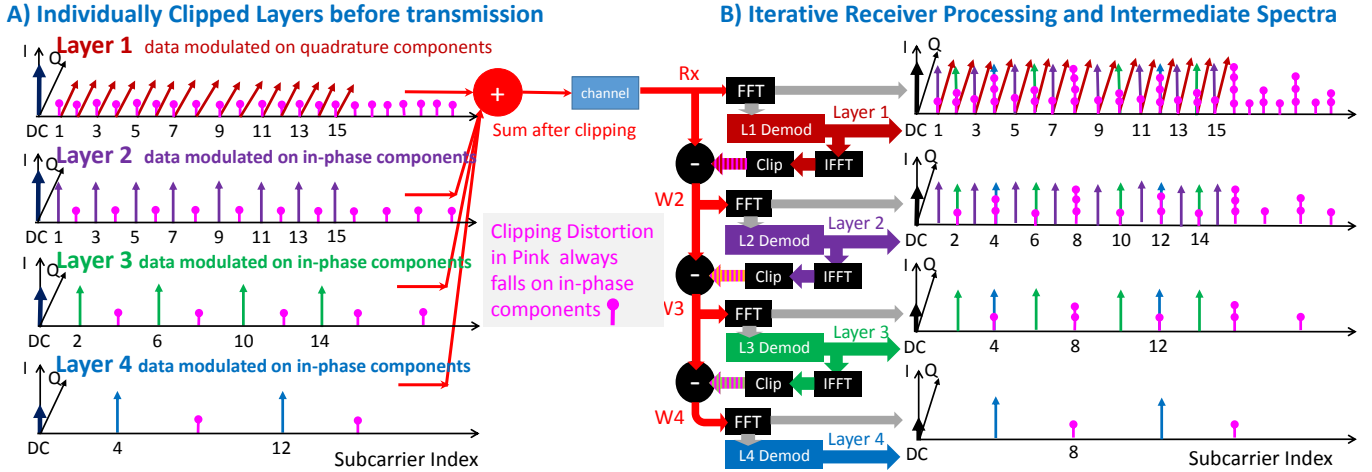 A) Individually Clipped Layers before transmission
I
Q
Layer 1 data modulated on quadrature components
DC 1 3 5 7 9 11 13 15
I
Q
Layer 2 data modulated on in-phase components
DC 1 3 5 7 9 11 13 15
I
Q
Layer 3 data modulated on in-phase components
DC 2 6 10 14
I
Q
Layer 4 data modulated on in-phase components
DC 4 12
Subcarrier Index
+
Sum after clipping
channel
Clipping Distortion
in Pink always
falls on in-phase
components
B) Iterative Receiver Processing and Intermediate Spectra
Rx
FFT
Layer 1
L1 Demod
-
Clip
IFFT
W2
FFT
Layer 2
L2 Demod
-
Clip
IFFT
W3
FFT
Layer 3
L3 Demod
-
Clip
IFFT
W4
FFT
Layer 4
L4 Demod
I
Q
DC 1 3 5 7 9 11 13 15
I
Q
DC 2 4 6 8 10 12 14
I
Q
DC 4 8 12
I
Q
DC 8
Subcarrier Index